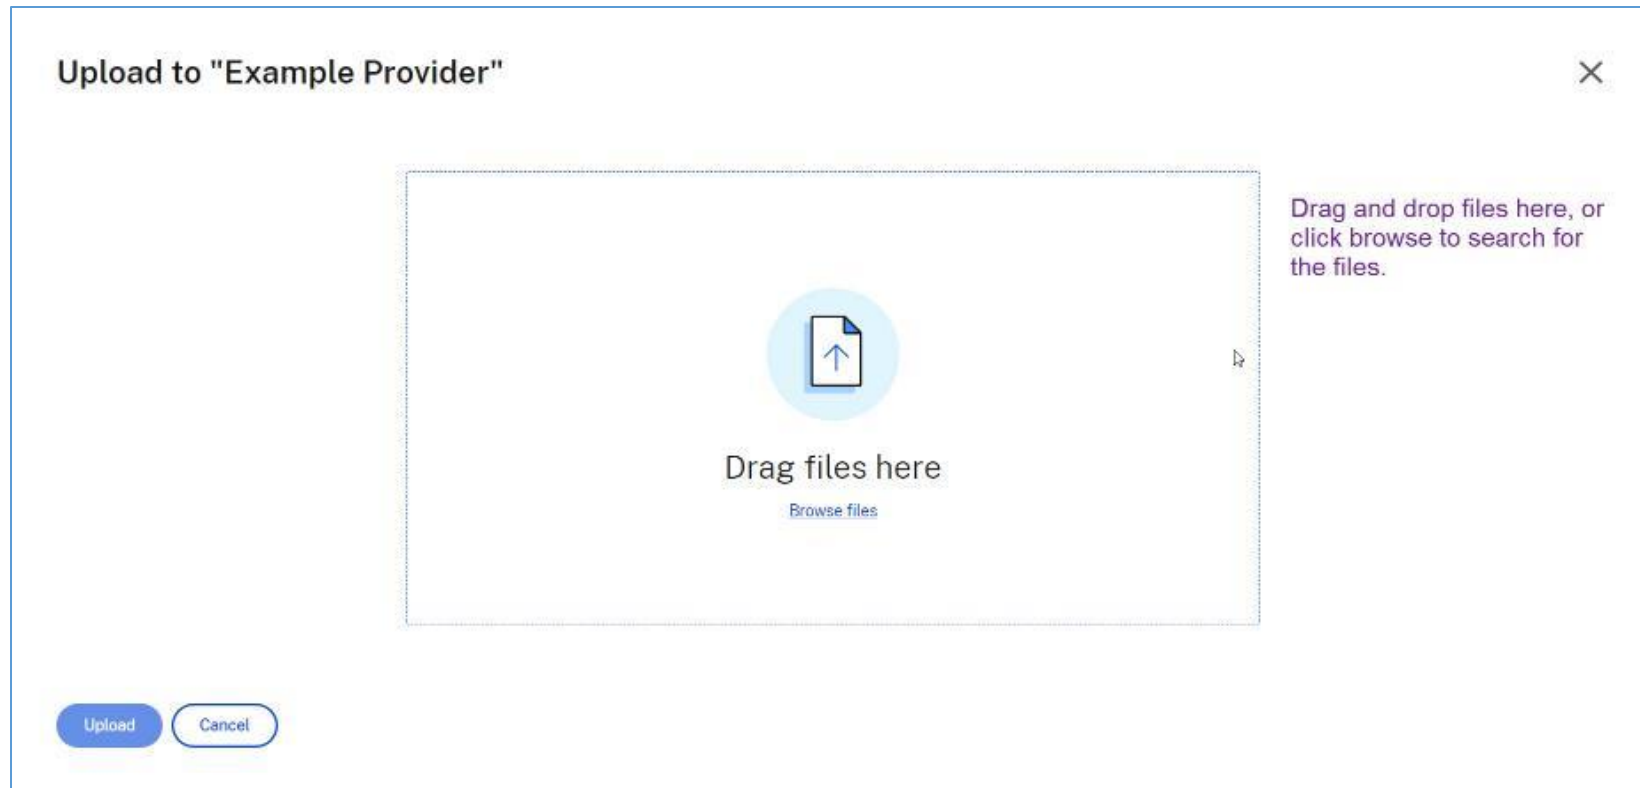 Upload to "Example Provider"
Drag and drop files here, or
click browse to search for
the files.
Drag files here
Browse files
Upload
Cancel